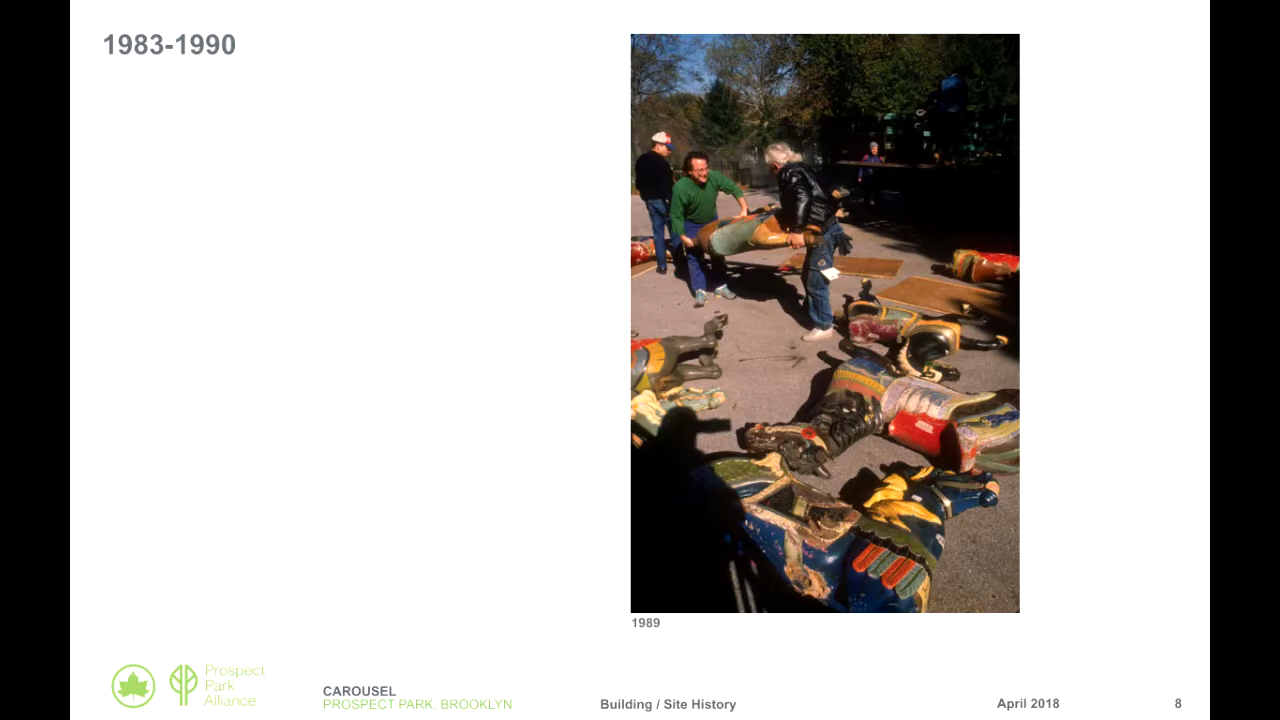 1983-1990
1989
Prospect
Park
Alliance
CAROUSEL
PROSPECT PARK, BROOKLYN
Building / Site History
April 2018
8